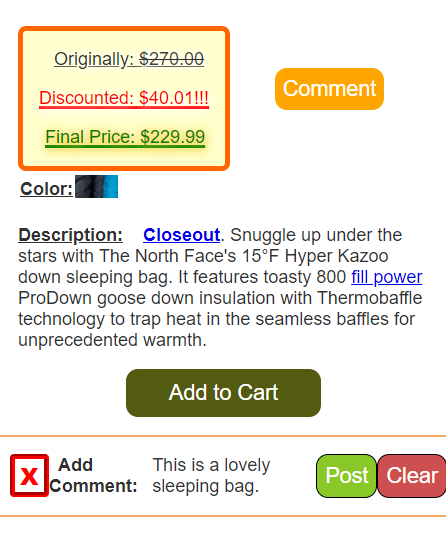 Originally: $270.00
Comment
Discounted: $40.01!!!
Final Price: $229.99
Color:
Description: Closeout. Snuggle up under the
stars with The North Face's 15°F Hyper Kazoo
down sleeping bag. It features toasty 800 fill power
ProDown goose down insulation with Thermobaffle
technology to trap heat in the seamless baffles for
unprecedented warmth.
Add to Cart
X
Add
Comment:
This is a lovely
sleeping bag.
Post
Clear